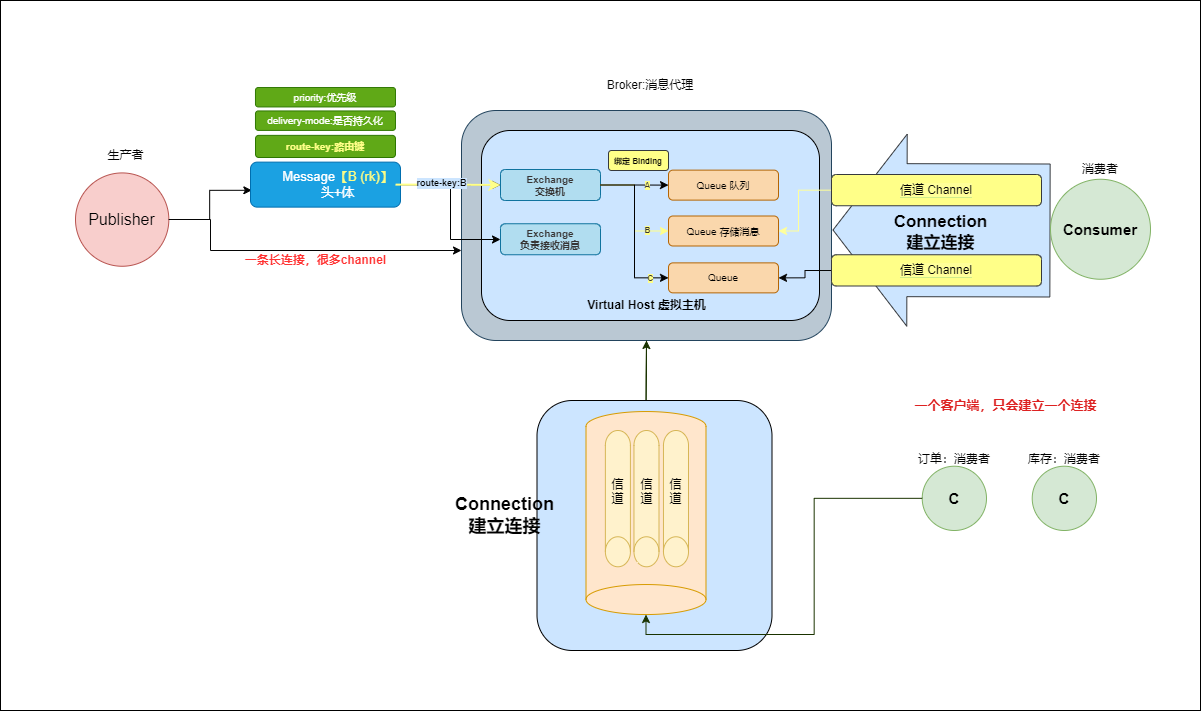 Broker:消息代理
priority:优先级
delivery-mode:是否持久化
route-key:路由键
生产者
Publisher
Message【B (rk)】
头+体
route-key:B
一条长连接，很多channel
绑定 Binding
Exchange
交换机
Exchange
负责接收消息
A
B
C
Queue 队列
Queue 存储消息
Queue
Virtual Host 虚拟主机
信道 Channel
Connection
建立连接
信道 Channel
消费者
Consumer
一个客户端，只会建立一个连接
Connection
建立连接
信道
信道
信道
订单：消费者
C
库存：消费者
C